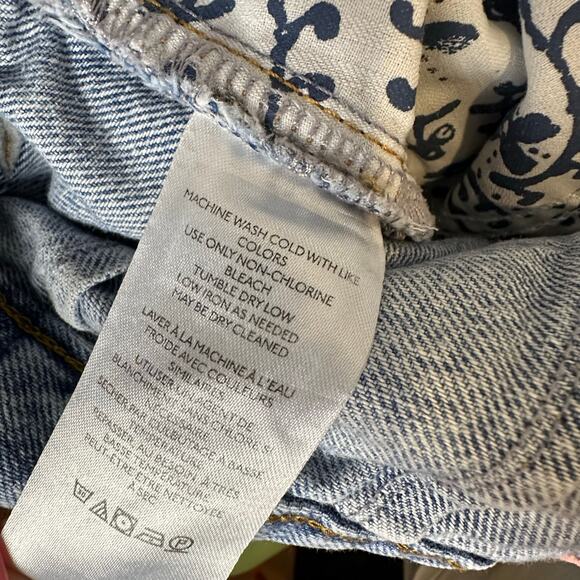 MACHINE WASH COLD WITH LIKE
COLORS
USE ONLY NON-CHLORINE
BLEACH
TUMBLE DRY LOW
LOW IRON AS NEEDED
MAY BE DRY CLEANED
LAVER À LA MACHINE À L'EAU
FROIDE AVEC COULEURS
SIMILAIRES
UTILISER UN AGENT DE
BLANCHIMENT SANS CHLORE SI
NÉCESSAIRE
SÉCHER PAR CULBUTAGE À BASSE
TEMPÉRATURE
REPASSER, AU BESOIN, À TRÈS
BASSE TEMPÉRATURE
PEUT-ÊTRE ÊTRE NETTOYÉE
À SEC